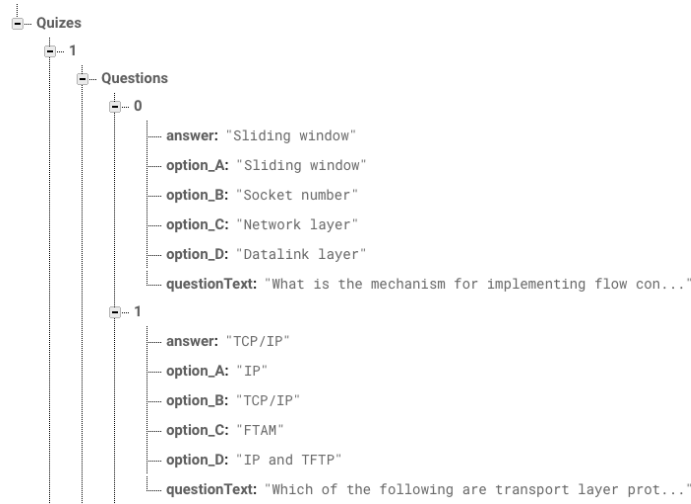 Quizes
1
Questions
0
answer: "Sliding window"
option_A: "Sliding window"
option_B: "Socket number"
option_C: "Network layer"
option_D: "Datalink layer"
questionText: "What is the mechanism for implementing flow con..."
1
answer: "TCP/IP"
option_A: "IP"
option_B: "TCP/IP"
option_C: "FTAM"
option_D: "IP and TFTP"
questionText: "Which of the following are transport layer prot..."